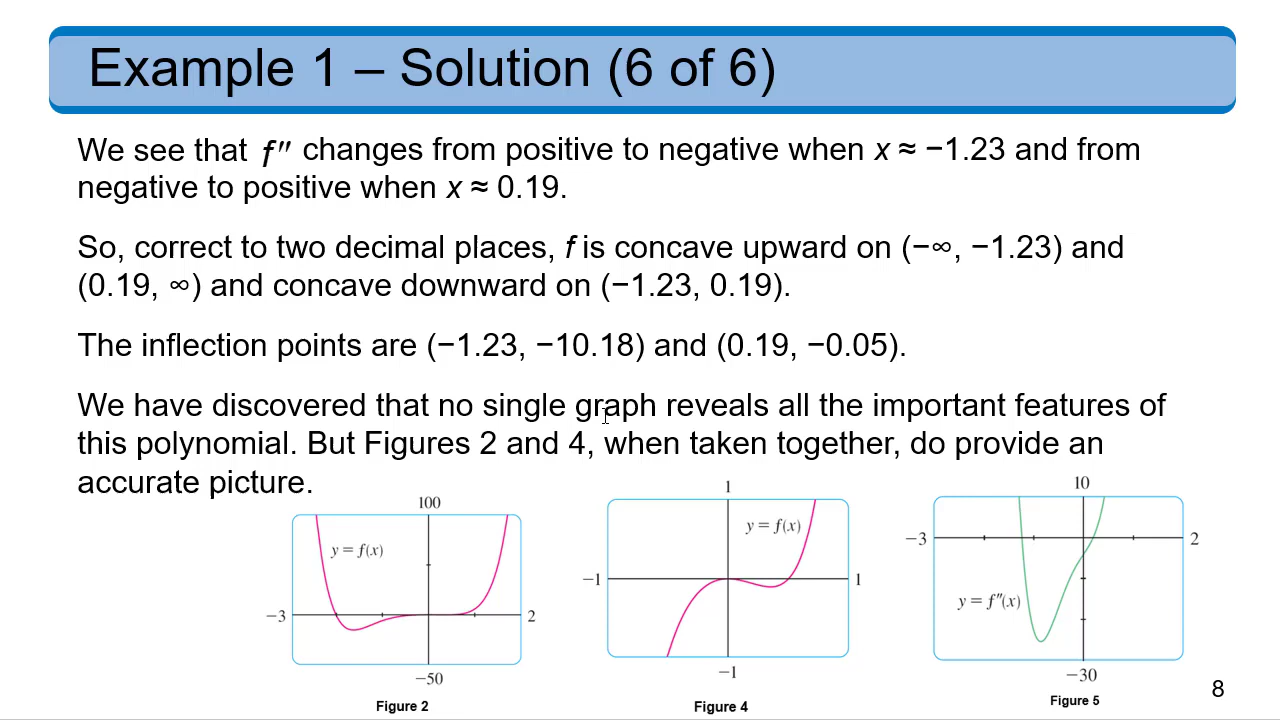 Example 1 – Solution (6 of 6)
We see that f″ changes from positive to negative when x ≈ −1.23 and from
negative to positive when x ≈ 0.19.
So, correct to two decimal places, f is concave upward on (−∞, −1.23) and
(0.19, ∞) and concave downward on (−1.23, 0.19).
The inflection points are (−1.23, −10.18) and (0.19, −0.05).
We have discovered that no single graph reveals all the important features of
this polynomial. But Figures 2 and 4, when taken together, do provide an
accurate picture.
100
y = f(x)
−3
2
−50
Figure 2
1
y = f(x)
−1
1
−1
Figure 4
10
−3
2
y = f″(x)
−30
Figure 5
8